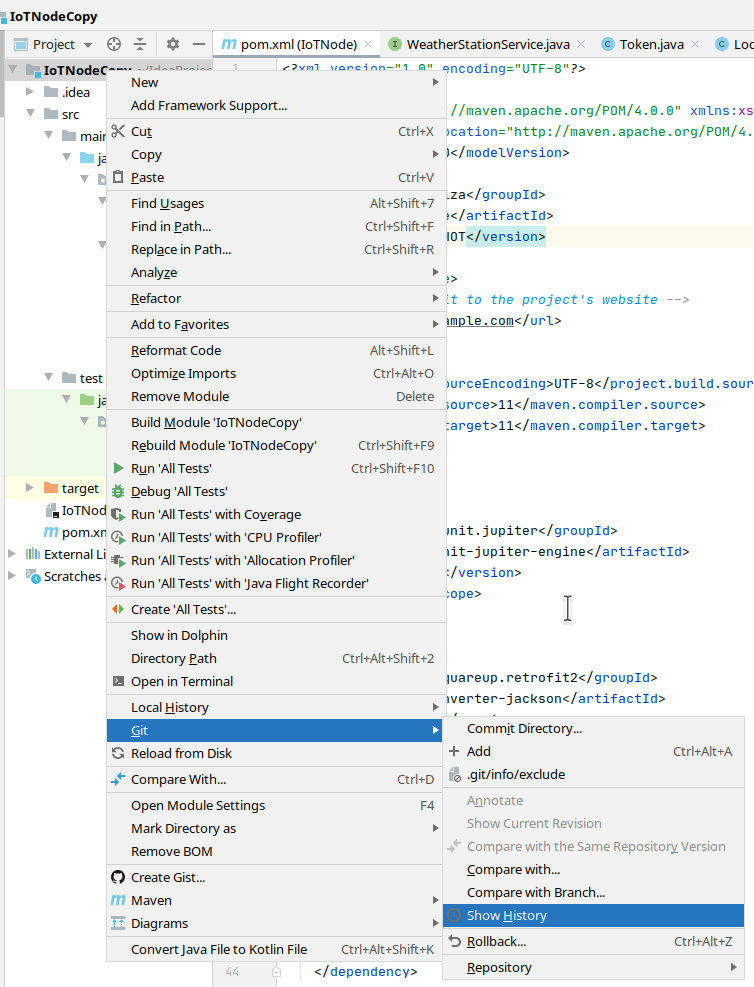 IoTNodeCopy
Project
pom.xml (IoTNode)
WeatherStationService.java
Token.java
Loc
IoTNodeCopy ~/IdeaProjec
1
<?xml version="1.0" encoding="UTF-8"?>
.idea
src
main
ja
test
ja
target
IoTNod
pom.xm
External Li
Scratches a
://maven.apache.org/POM/4.0.0" xmlns:xs
ocation="http://maven.apache.org/POM/4.
0</modelVersion>
za</groupId>
e</artifactId>
HOT</version>
e>
it to the project's website -->
ample.com</url>
ourceEncoding>UTF-8</project.build.sour
source>11</maven.compiler.source>
target>11</maven.compiler.target>
unit.jupiter</groupId>
nit-jupiter-engine</artifactId>
</version>
cope>
quareup.retrofit2</groupId>
nverter-jackson</artifactId>
44
</dependency>
New
Add Framework Support...
Cut Ctrl+X
Copy
Paste Ctrl+V
Find Usages Alt+Shift+7
Find in Path... Ctrl+Shift+F
Replace in Path... Ctrl+Shift+R
Analyze
Refactor
Add to Favorites
Reformat Code Alt+Shift+L
Optimize Imports Ctrl+Alt+O
Remove Module Delete
Build Module 'IoTNodeCopy'
Rebuild Module 'IoTNodeCopy' Ctrl+Shift+F9
Run 'All Tests' Ctrl+Shift+F10
Debug 'All Tests'
Run 'All Tests' with Coverage
Run 'All Tests' with 'CPU Profiler'
Run 'All Tests' with 'Allocation Profiler'
Run 'All Tests' with 'Java Flight Recorder'
Create 'All Tests'...
Show in Dolphin
Directory Path Ctrl+Alt+Shift+2
Open in Terminal
Local History
Git
Reload from Disk
Compare With... Ctrl+D
Open Module Settings F4
Mark Directory as
Remove BOM
Create Gist...
Maven
Diagrams
Convert Java File to Kotlin File Ctrl+Alt+Shift+K
Commit Directory...
Add Ctrl+Alt+A
.git/info/exclude
Annotate
Show Current Revision
Compare with the Same Repository Version
Compare with...
Compare with Branch...
Show History
Rollback... Ctrl+Alt+Z
Repository